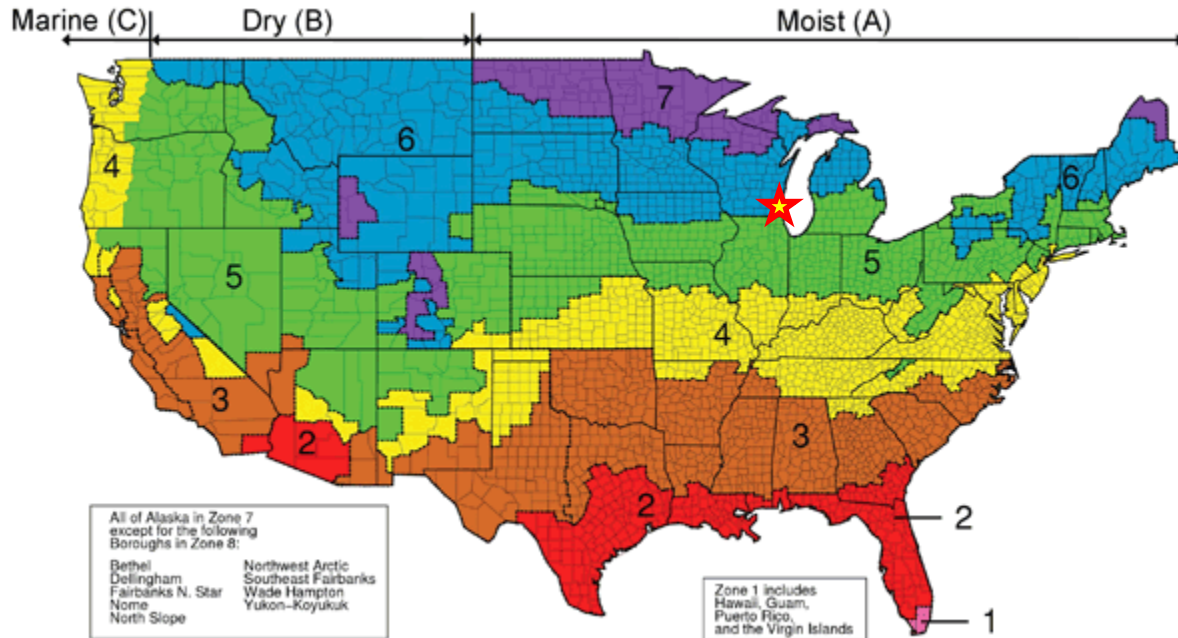 Marine (C) Dry (B) Moist (A)
7
6
4
6
5
5
4
3
3
2
2
2
1
All of Alaska in Zone 7
except for the following
Boroughs in Zone 8:
Bethel Northwest Arctic
Dellingham Southeast Fairbanks
Fairbanks N. Star Wade Hampton
Nome Yukon-Koyukuk
North Slope
Zone 1 includes
Hawaii, Guam,
Puerto Rico,
and the Virgin Islands